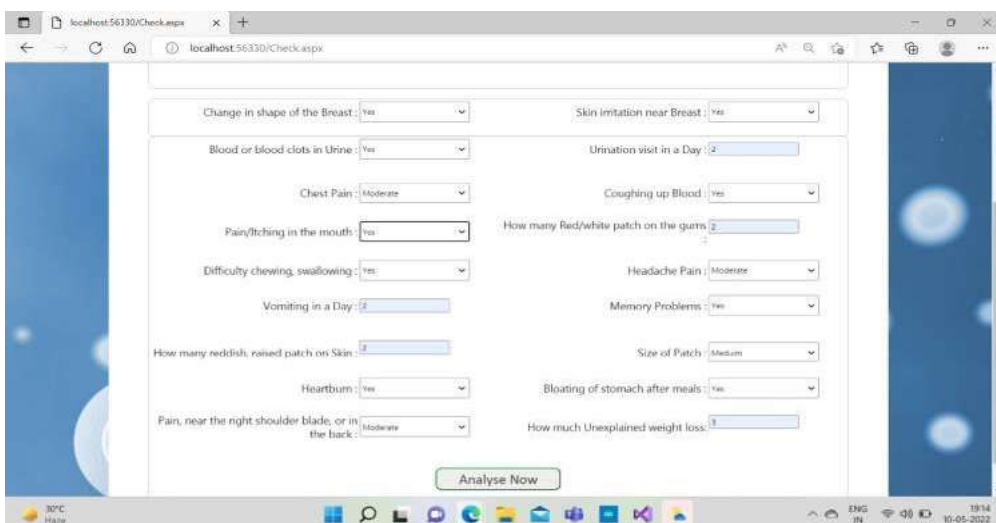 localhost:56330/Check.aspx
localhost:56330/Check.aspx
Change in shape of the Breast : Yes
Skin irritation near Breast : Yes
Blood or blood clots in Urine : Yes
Urination visit in a Day : 2
Chest Pain : Moderate
Coughing up Blood : Yes
Pain/Itching in the mouth : Yes
How many Red/white patch on the gums : 2
Difficulty chewing, swallowing : Yes
Headache Pain : Moderate
Vomiting in a Day : 2
Memory Problems : Yes
How many reddish, raised patch on Skin : 2
Size of Patch : Medium
Heartburn : Yes
Bloating of stomach after meals : Yes
Pain, near the right shoulder blade, or in
the back : Moderate
How much Unexplained weight loss: 3
Analyse Now
30°C
Haze
ENG
IN
19:14
10-05-2022